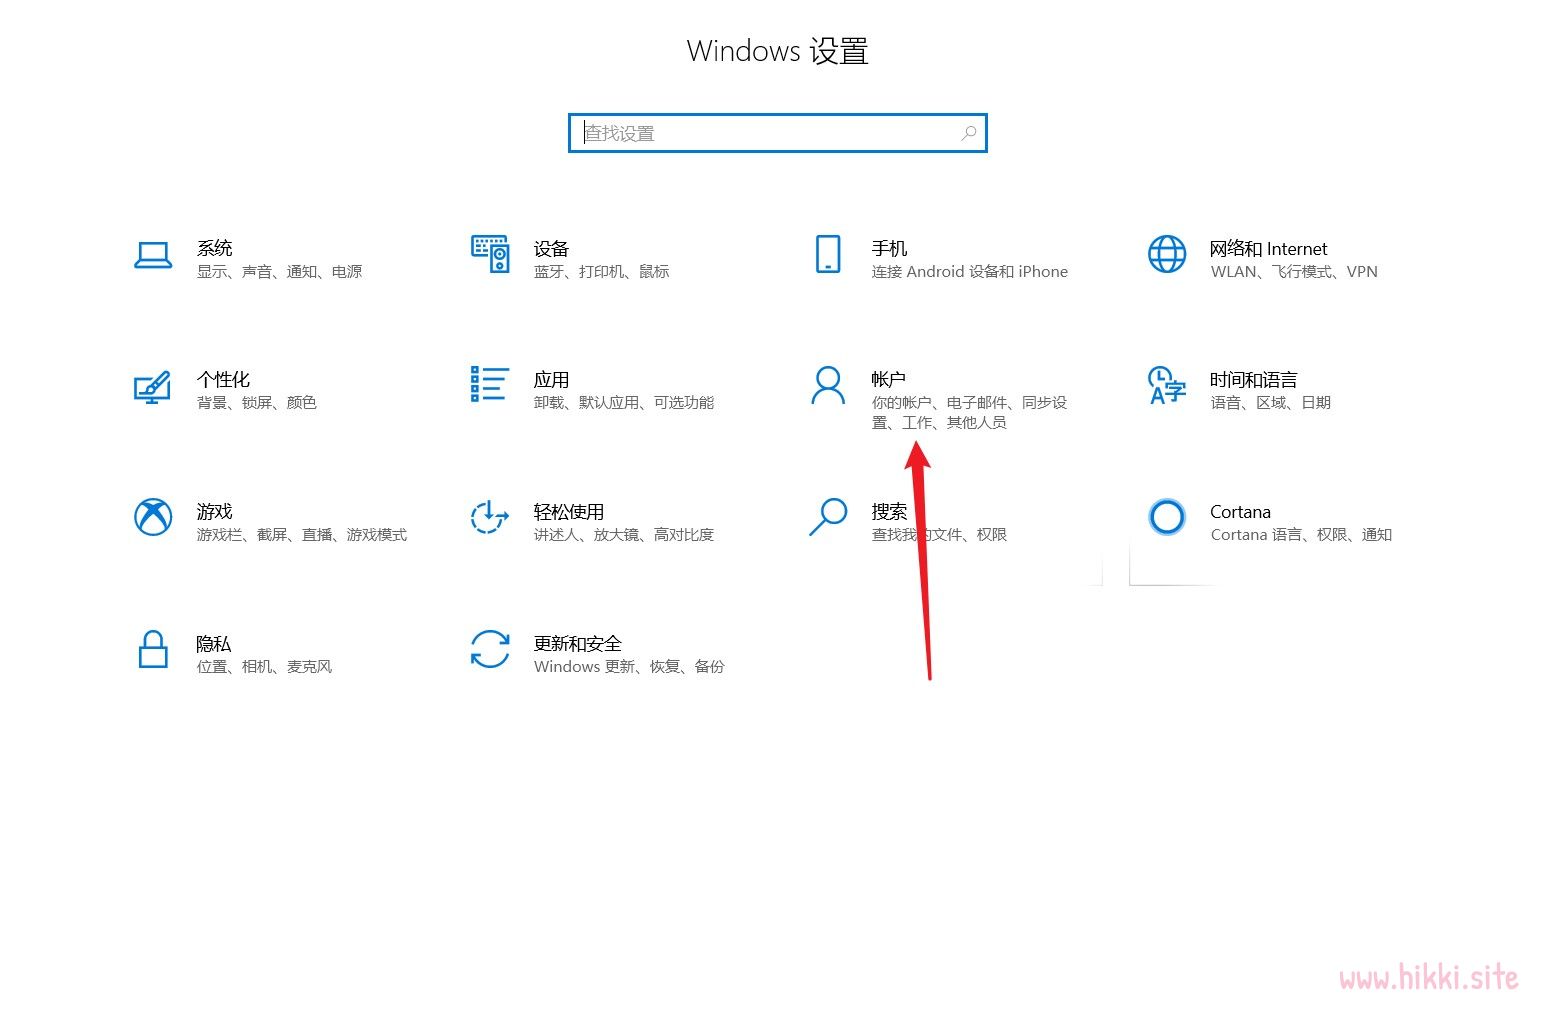 Windows 设置
查找设置
系统
显示、声音、通知、电源
设备
蓝牙、打印机、鼠标
手机
连接 Android 设备和 iPhone
网络和 Internet
WLAN、飞行模式、VPN
个性化
背景、锁屏、颜色
应用
卸载、默认应用、可选功能
帐户
你的帐户、电子邮件、同步设
置、工作、其他人员
时间和语言
语音、区域、日期
游戏
游戏栏、截屏、直播、游戏模式
轻松使用
讲述人、放大镜、高对比度
搜索
查找我的文件、权限
Cortana
Cortana 语言、权限、通知
隐私
位置、相机、麦克风
更新和安全
Windows 更新、恢复、备份
www.hikki.site